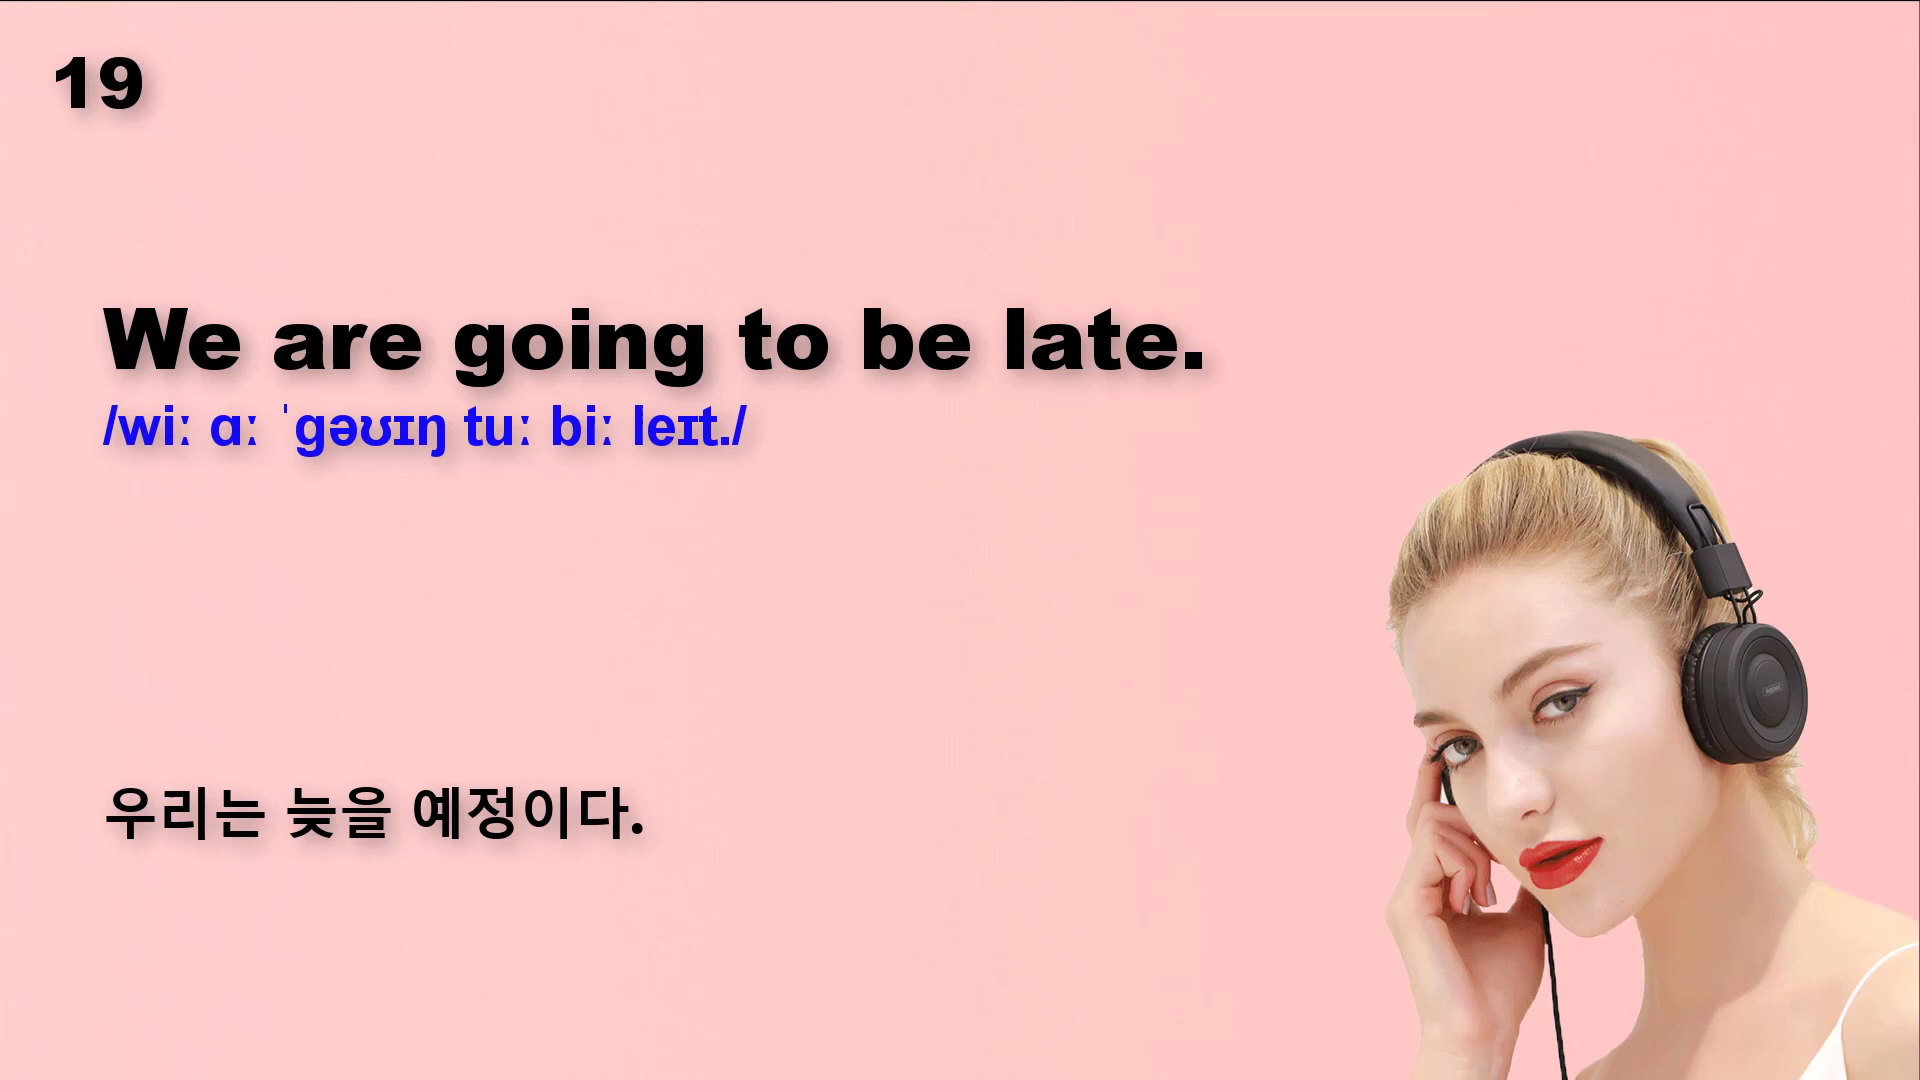 19
We are going to be late.
/wiː ɑː ˈɡəʊɪŋ tuː biː leɪt./
우리는 늦을 예정이다.